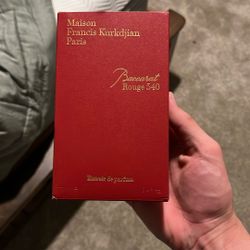 Maison
Francis Kurkdjian
Paris
Baccarat
Rouge 540
Extrait de parfum